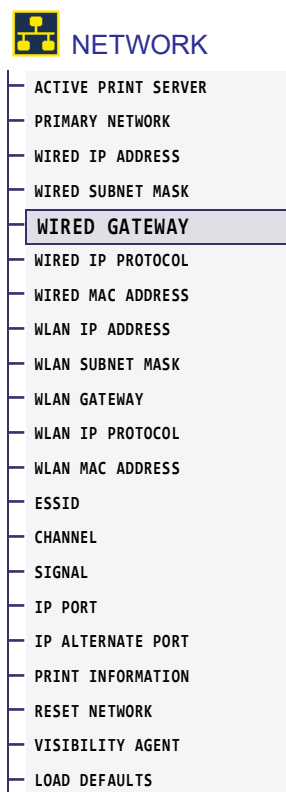 NETWORK
ACTIVE PRINT SERVER
PRIMARY NETWORK
WIRED IP ADDRESS
WIRED SUBNET MASK
WIRED GATEWAY
WIRED IP PROTOCOL
WIRED MAC ADDRESS
WLAN IP ADDRESS
WLAN SUBNET MASK
WLAN GATEWAY
WLAN IP PROTOCOL
WLAN MAC ADDRESS
ESSID
CHANNEL
SIGNAL
IP PORT
IP ALTERNATE PORT
PRINT INFORMATION
RESET NETWORK
VISIBILITY AGENT
LOAD DEFAULTS